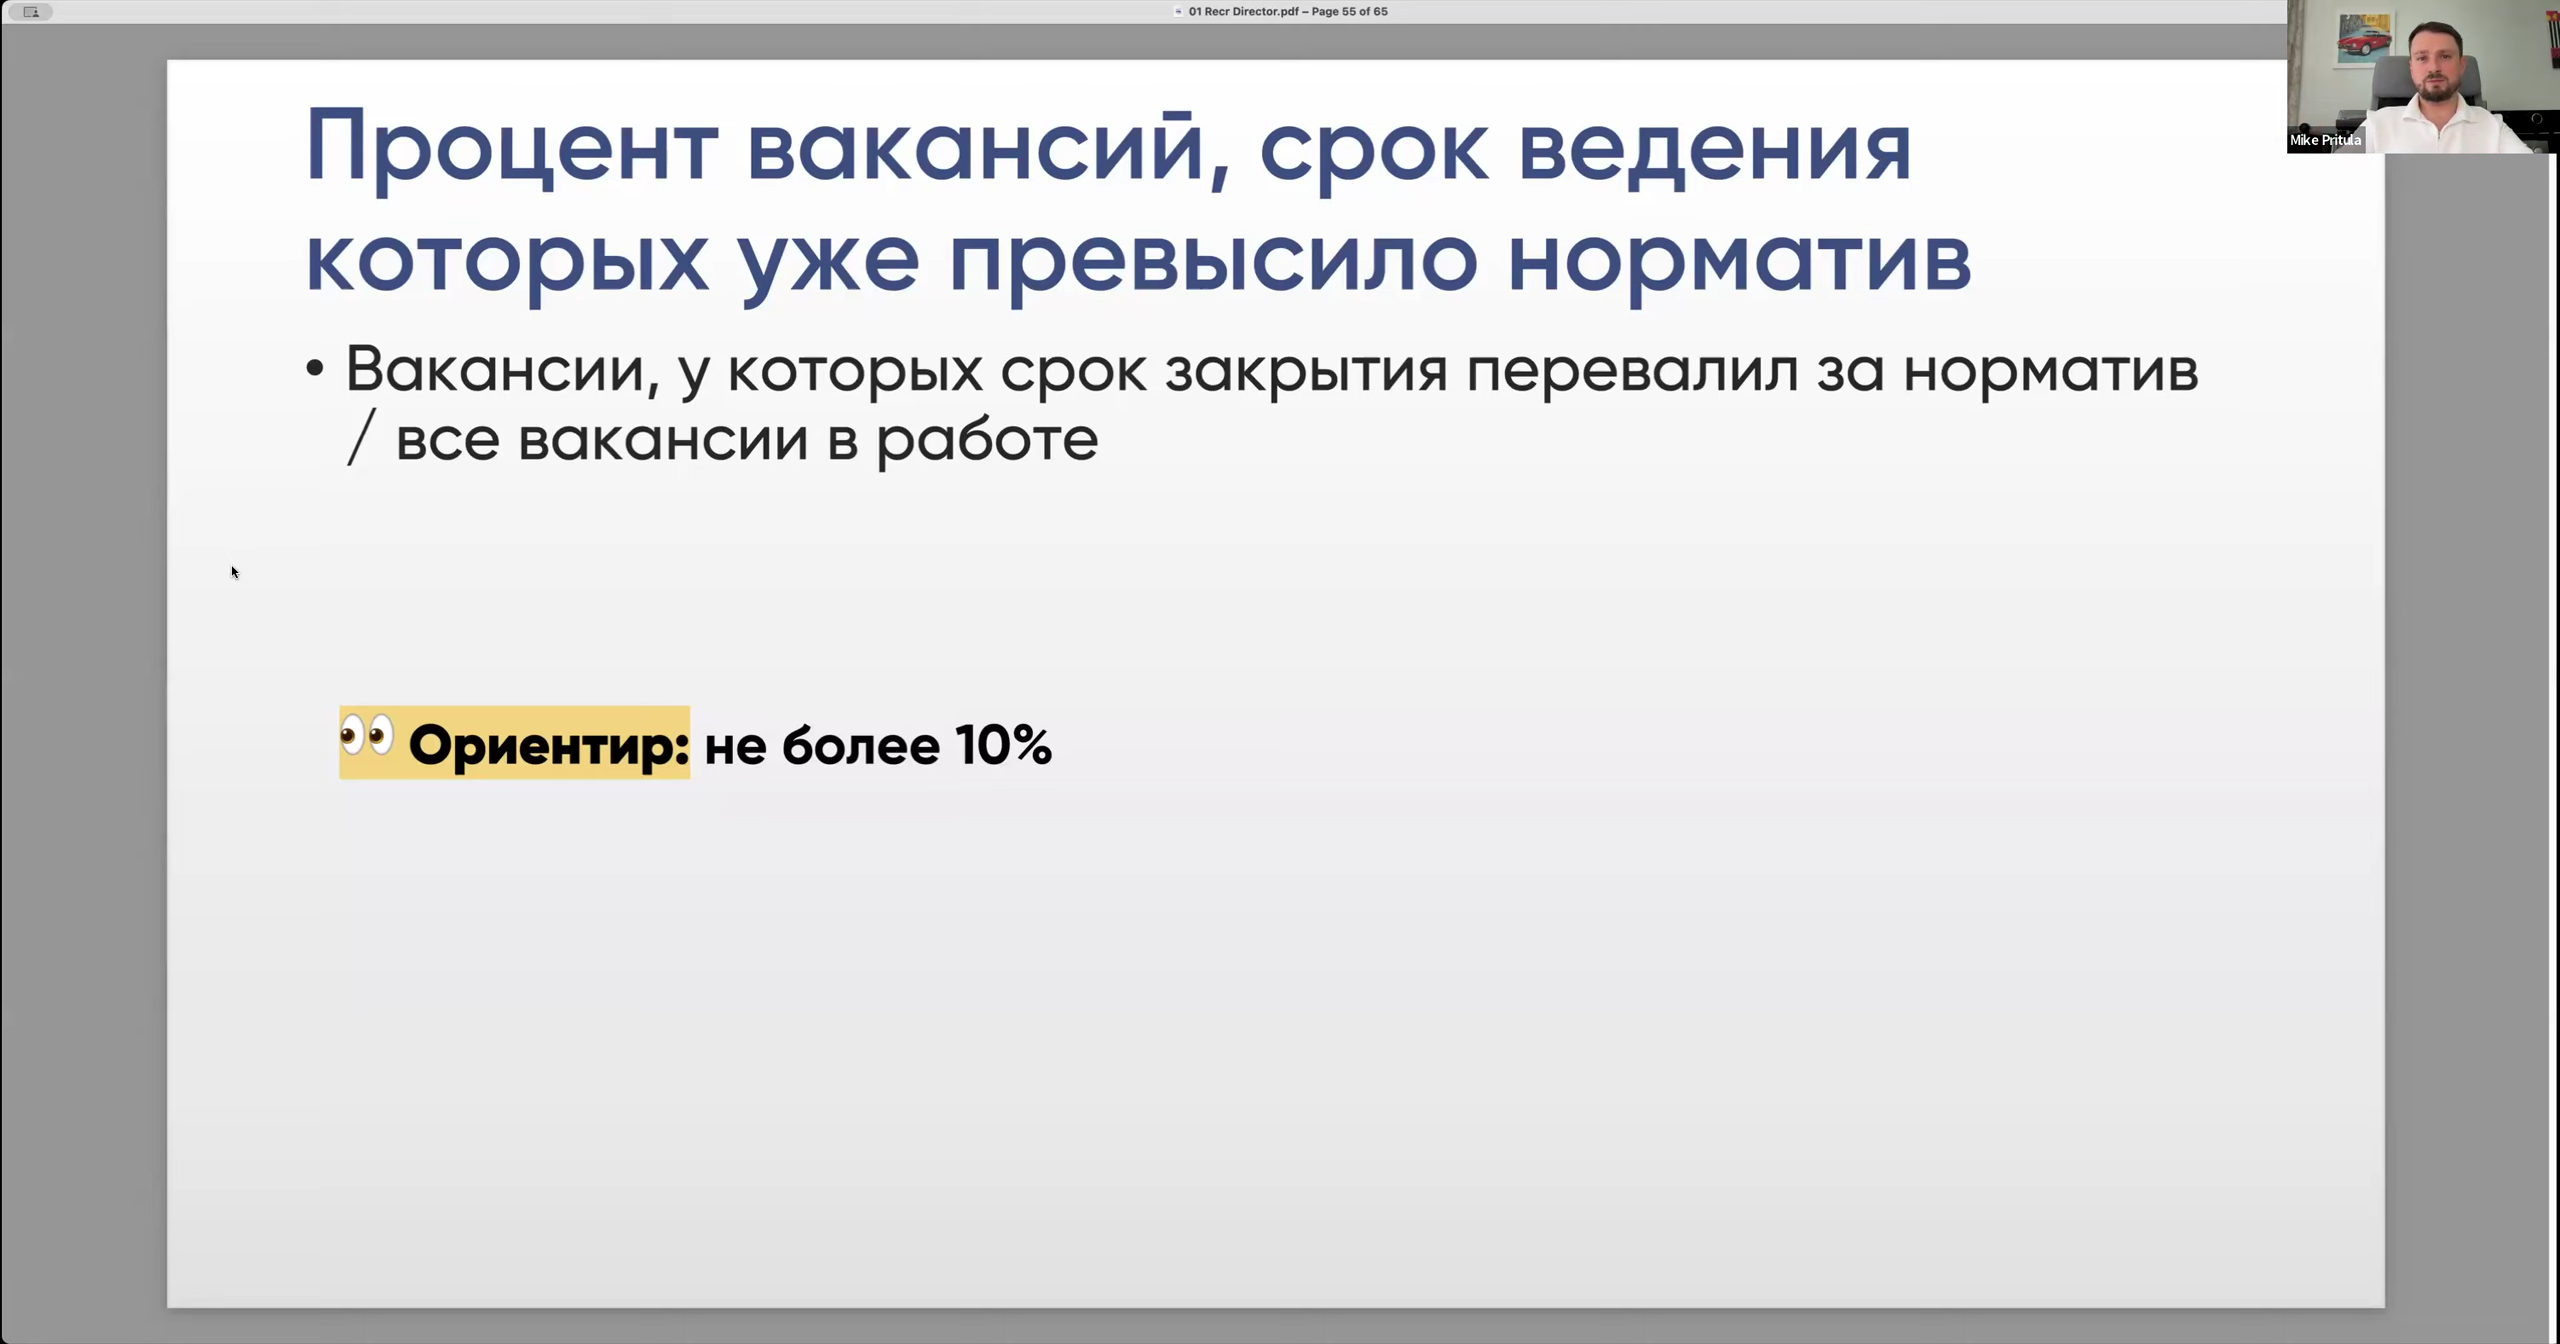 01 Recr Director.pdf – Page 55 of 65
Mike Pritula
Процент вакансий, срок ведения
которых уже превысило норматив
• Вакансии, у которых срок закрытия перевалил за норматив
/ все вакансии в работе
👀 Ориентир: не более 10%